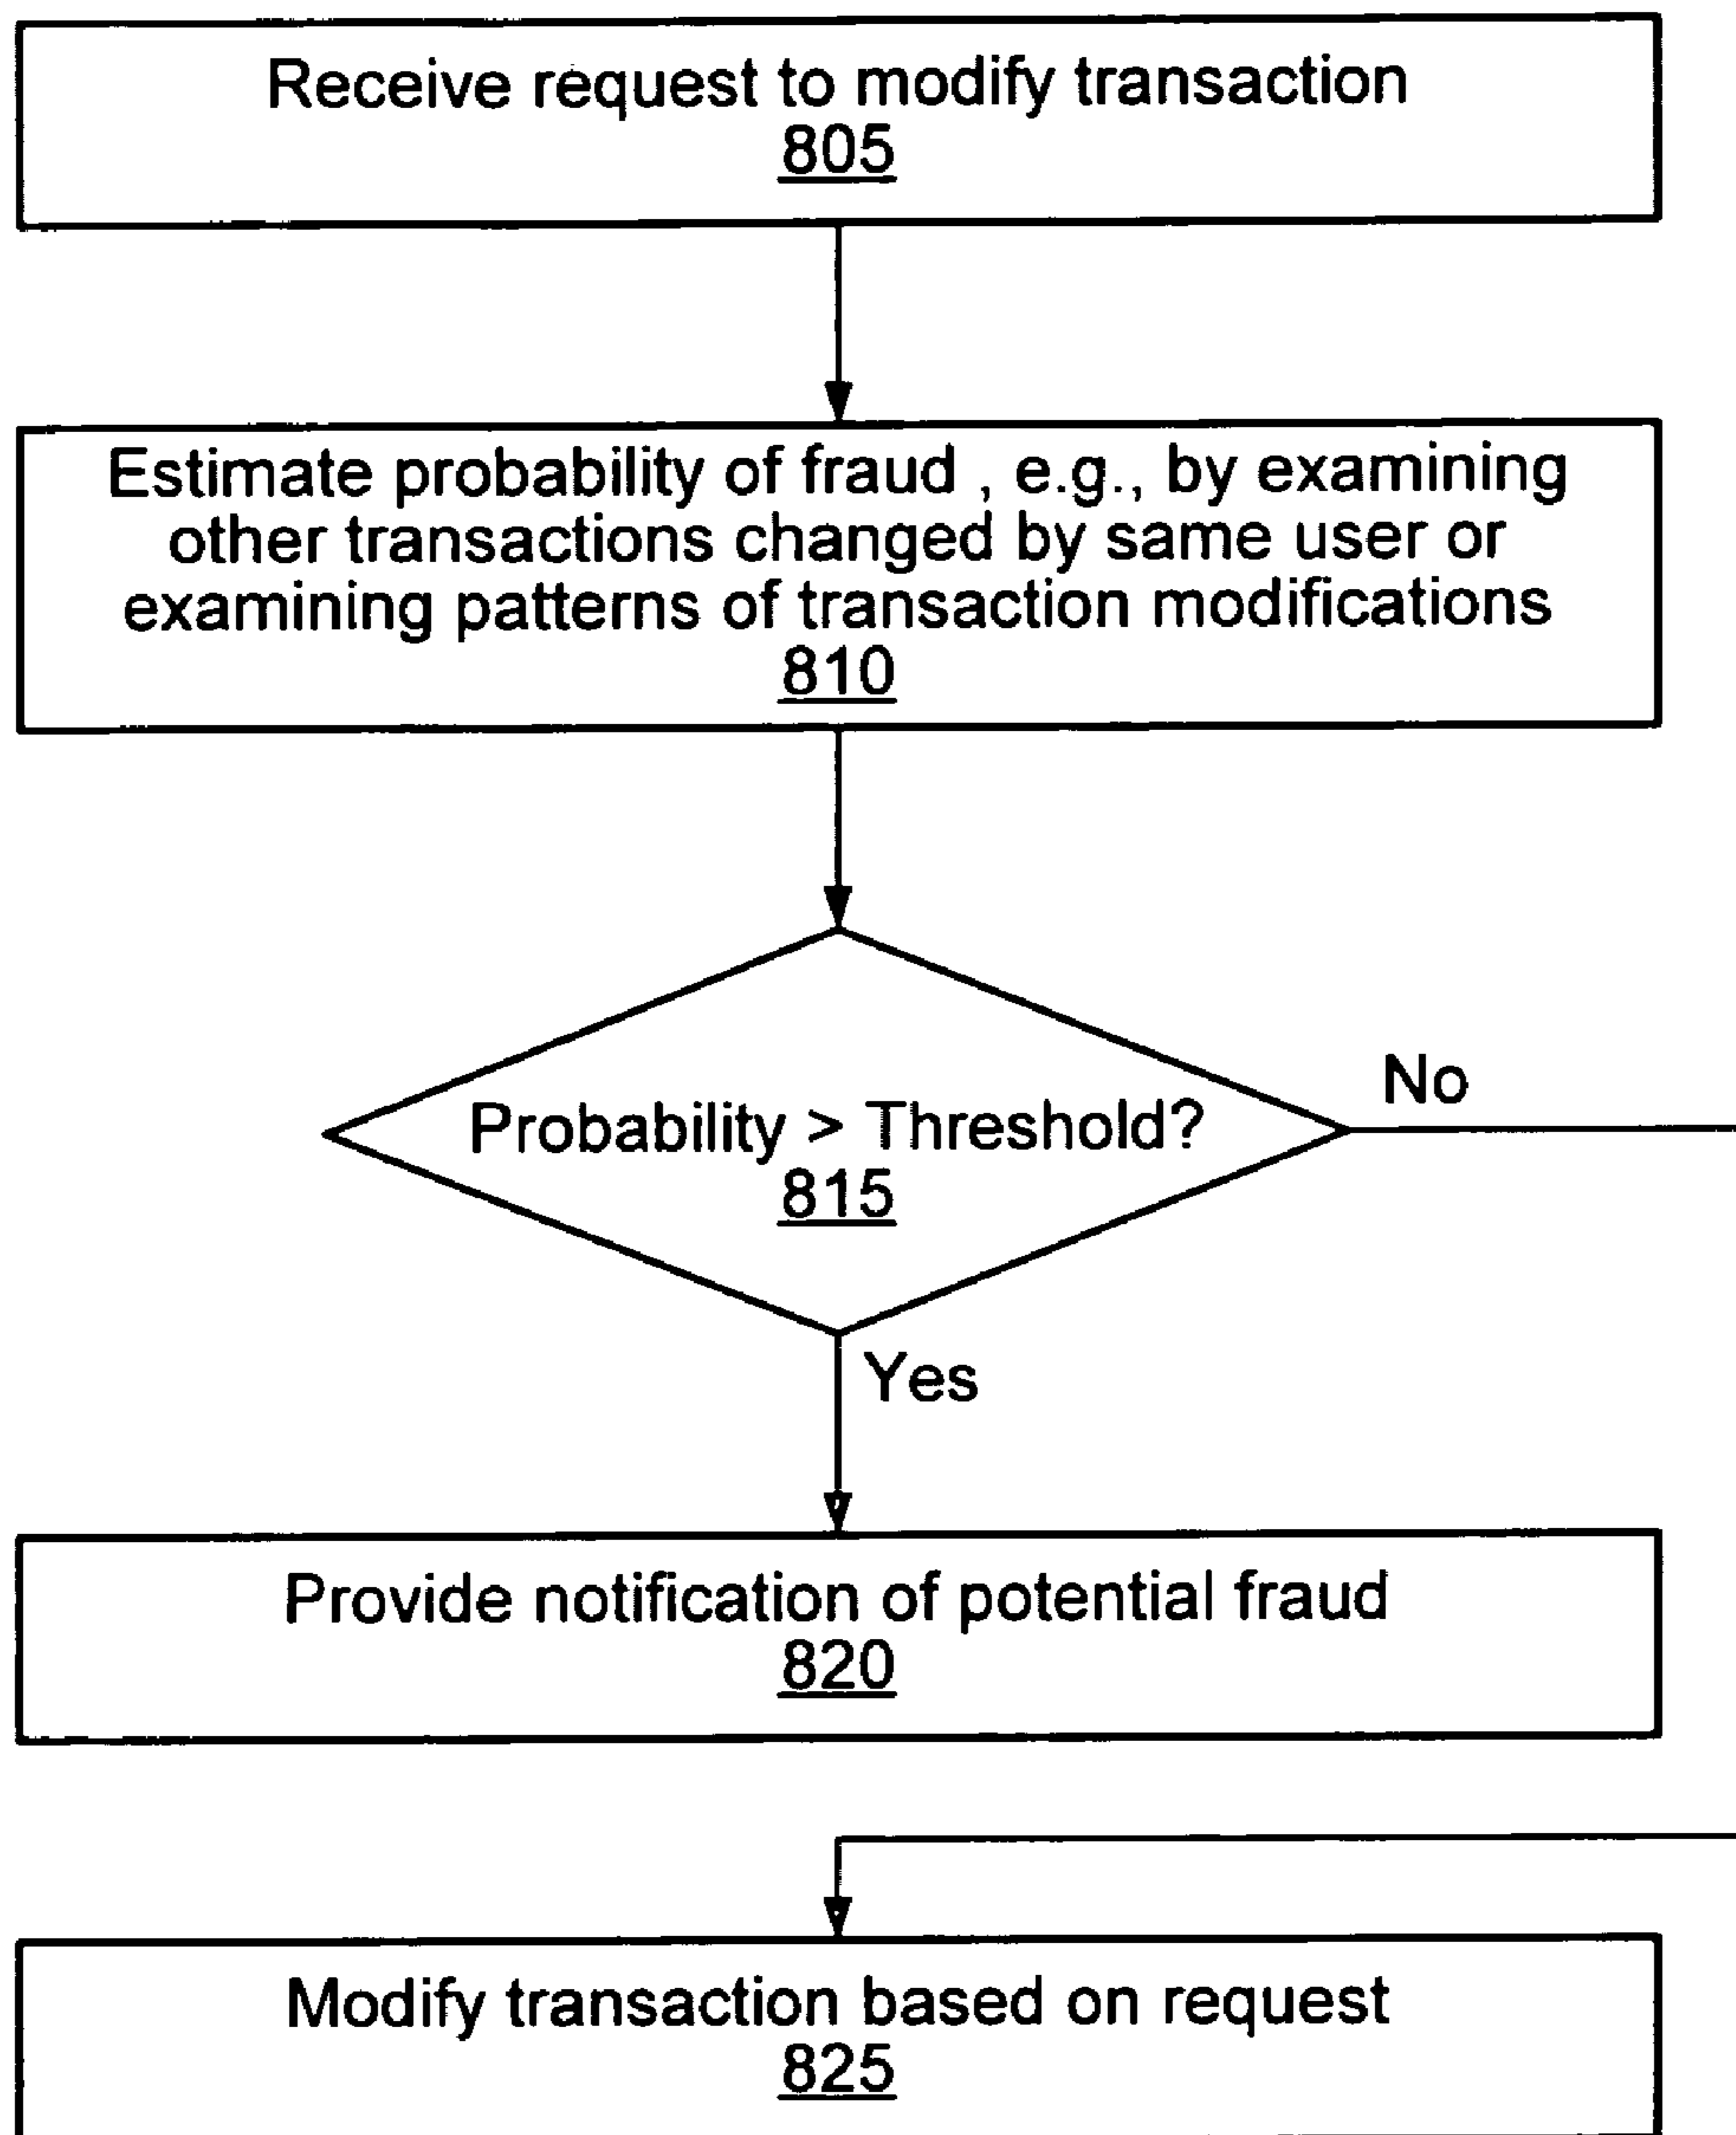 Receive request to modify transaction
805
Estimate probability of fraud , e.g., by examining
other transactions changed by same user or
examining patterns of transaction modifications
810
Probability > Threshold?
815
No
Yes
Provide notification of potential fraud
820
Modify transaction based on request
825